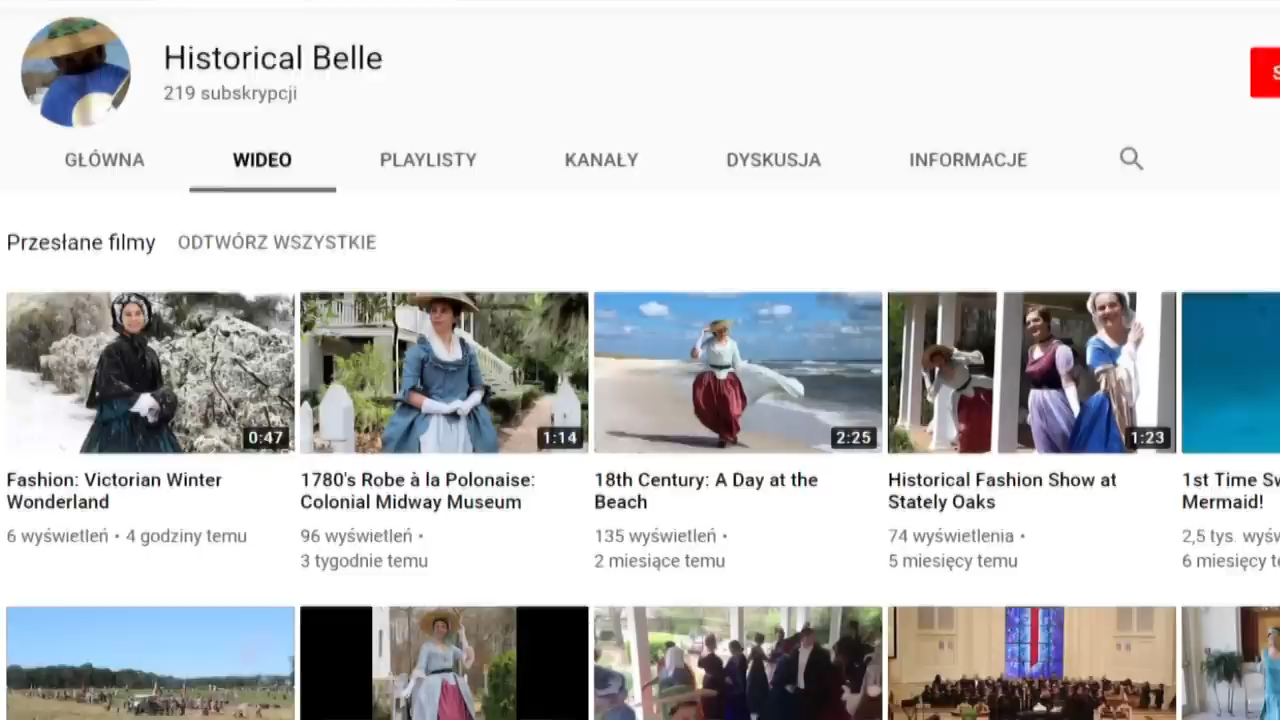 Historical Belle
219 subskrypcji
GŁÓWNA WIDEO PLAYLISTY KANAŁY DYSKUSJA INFORMACJE
Przesłane filmy ODTWÓRZ WSZYSTKIE
0:47 1:14 2:25 1:23
Fashion: Victorian Winter Wonderland
6 wyświetleń • 4 godziny temu
1780's Robe à la Polonaise:
Colonial Midway Museum
96 wyświetleń •
3 tygodnie temu
18th Century: A Day at the
Beach
135 wyświetleń •
2 miesiące temu
Historical Fashion Show at
Stately Oaks
74 wyświetlenia •
5 miesięcy temu
1st Time
Mermaid!
2,5 tys.
6 miesięcy